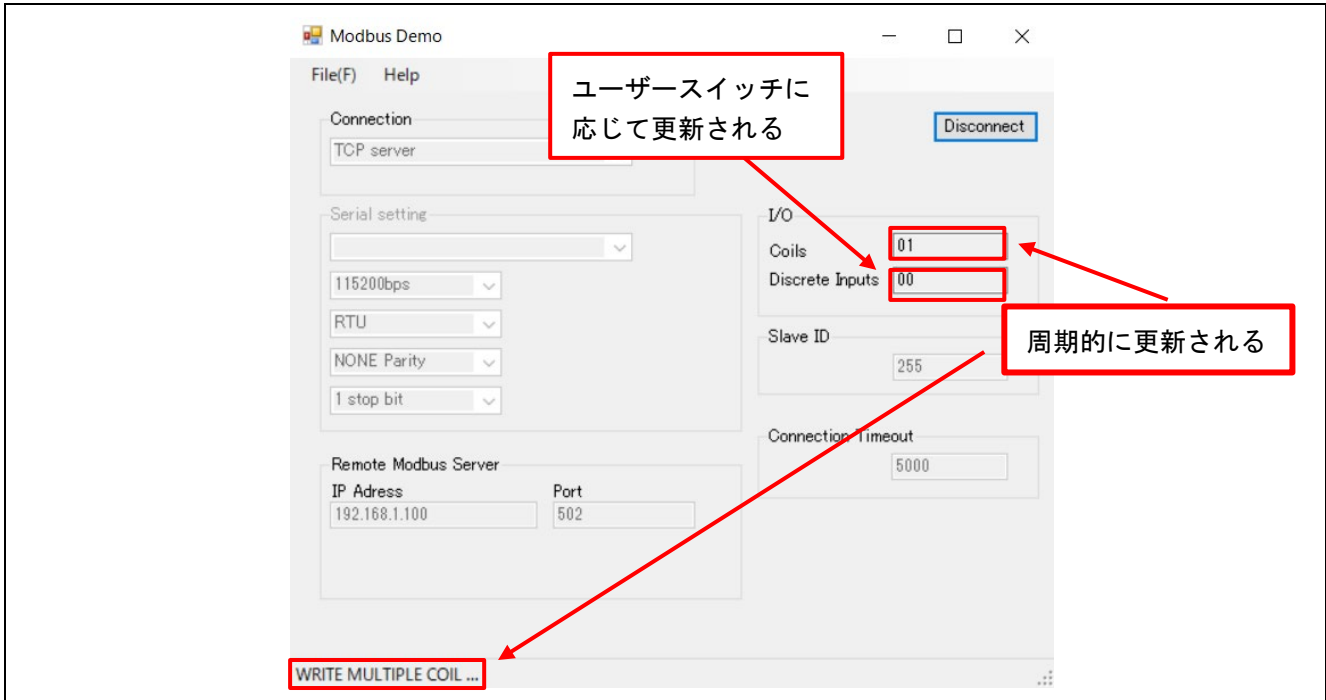 Modbus Demo
File(F) Help
ユーザースイッチに
応じて更新される
Connection
TCP server
Disconnect
Serial setting
115200bps
RTU
NONE Parity
1 stop bit
I/O
Coils 01
Discrete Inputs 00
周期的に更新される
Slave ID
255
Connection Timeout
5000
Remote Modbus Server
IP Adress Port
192.168.1.100 502
WRITE MULTIPLE COIL ...